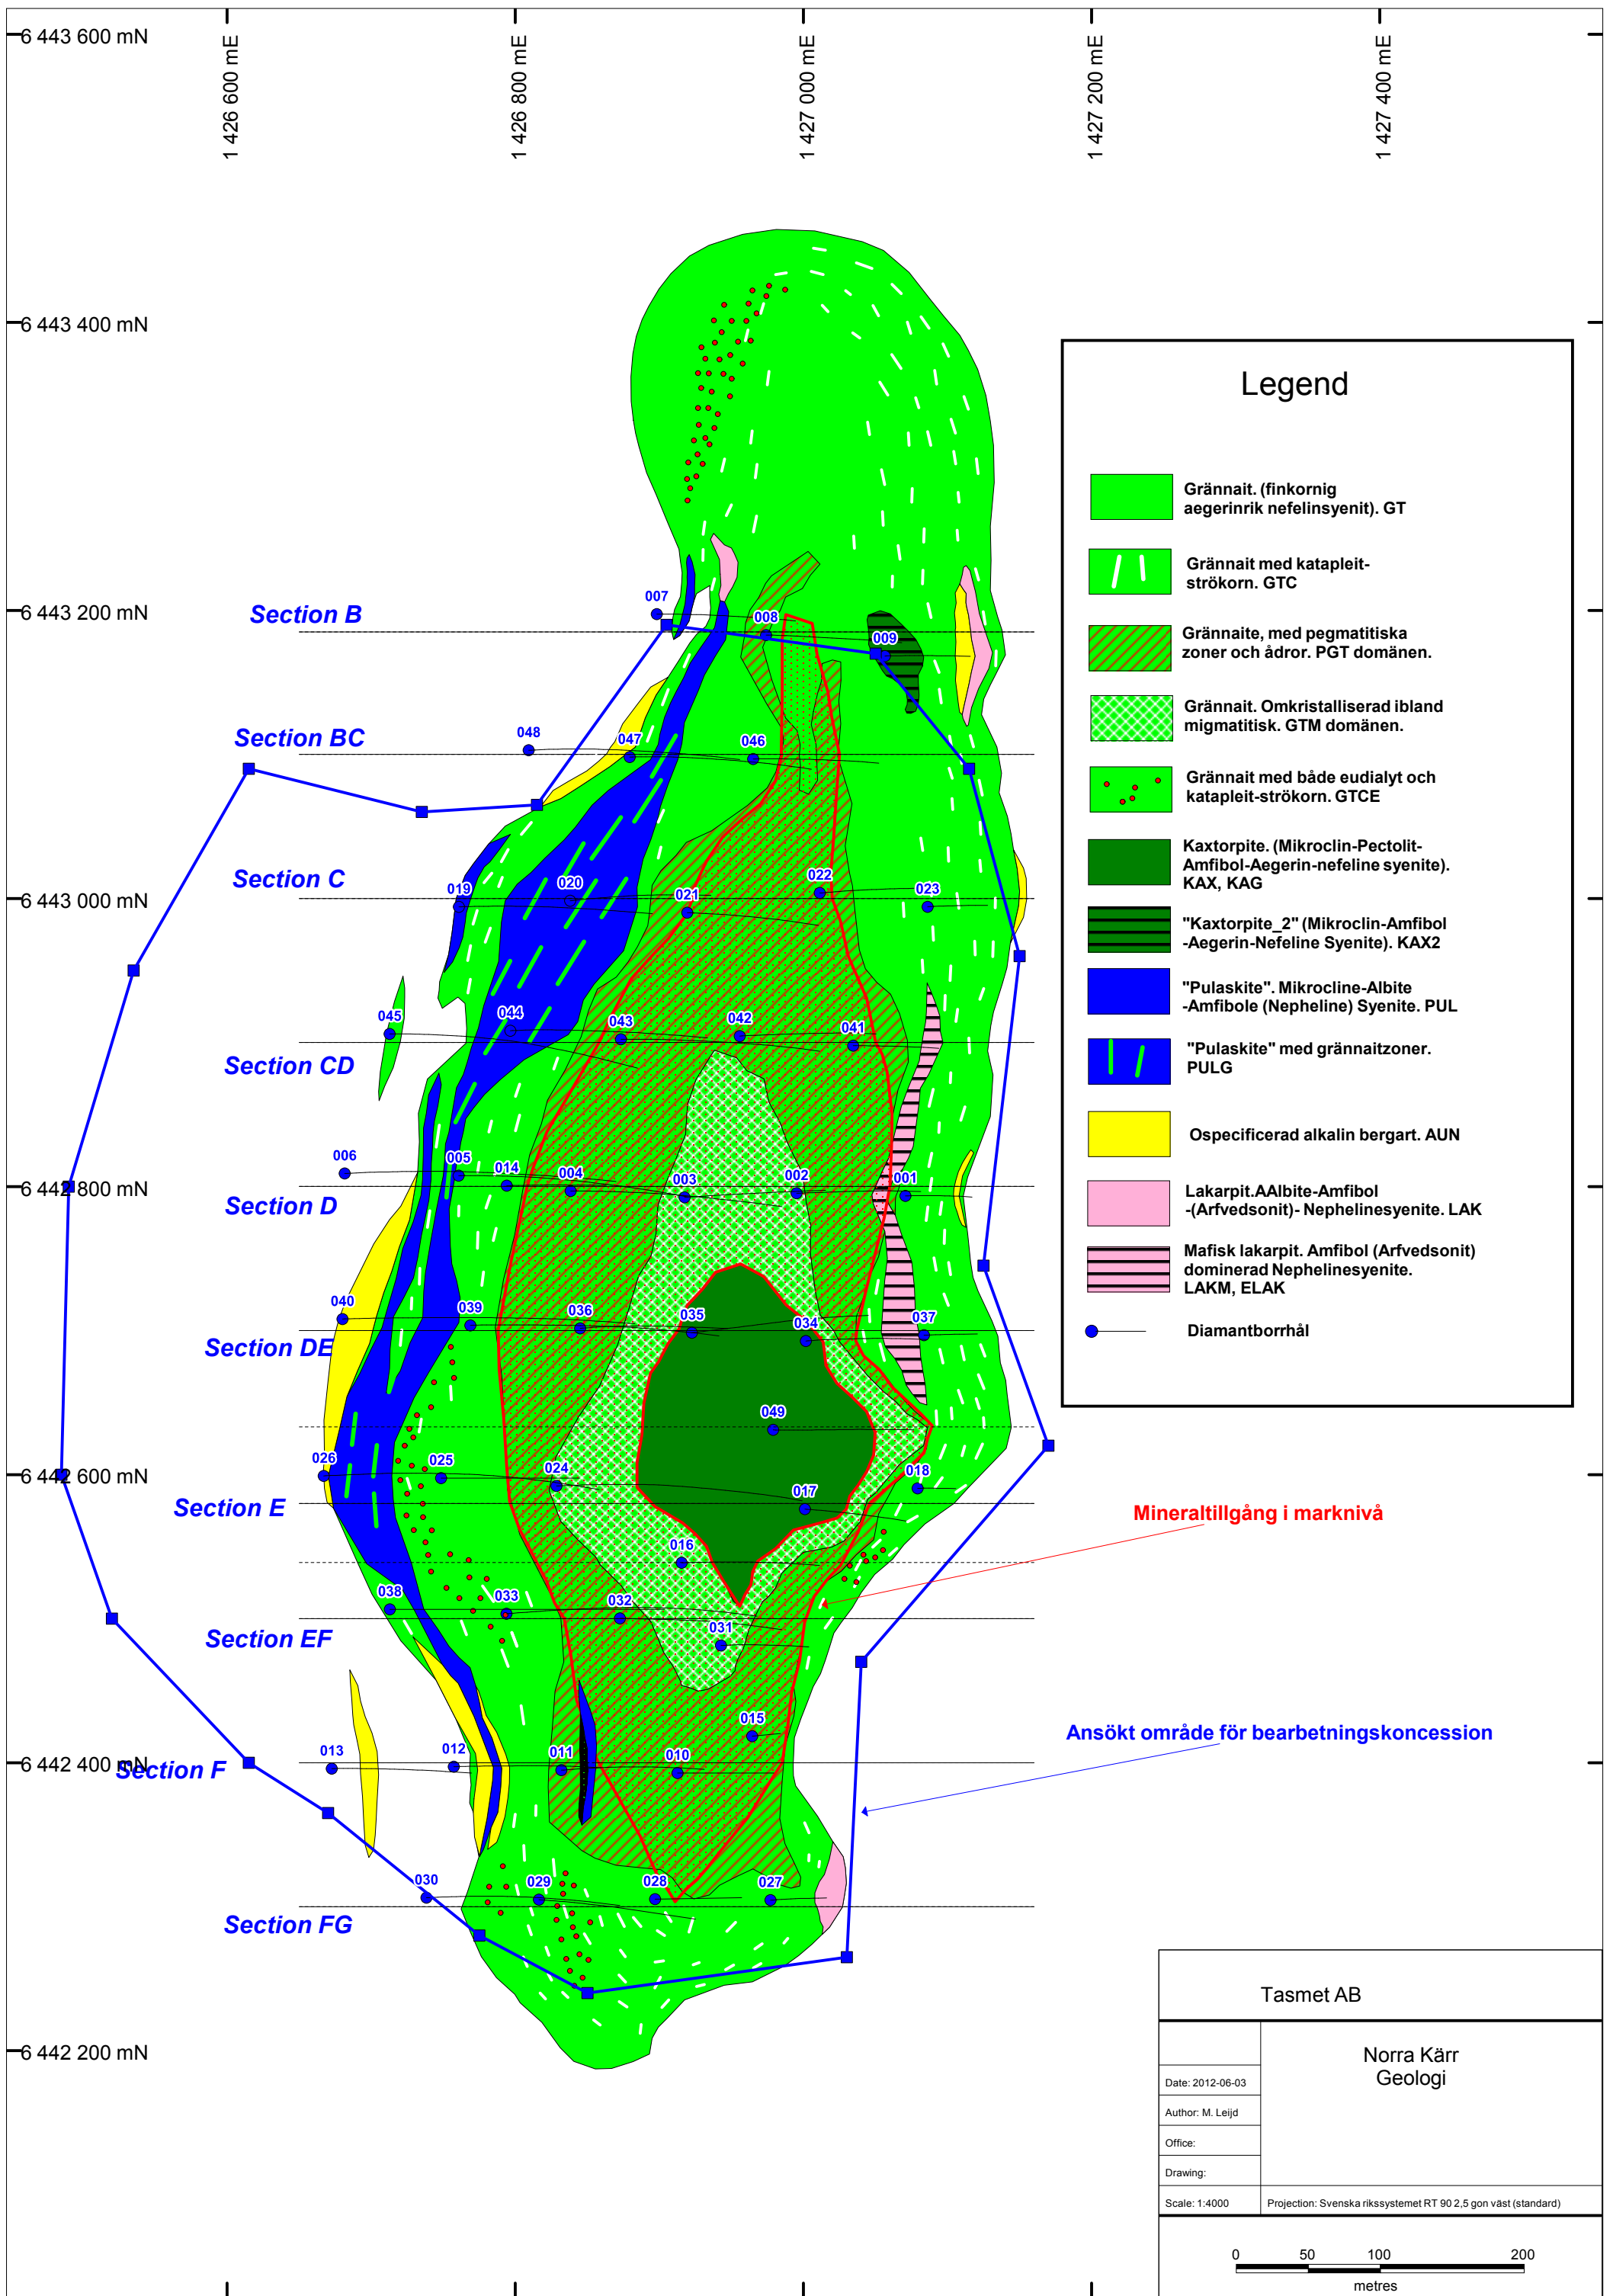 1 426 600 mE
1 426 800 mE
1 427 000 mE
1 427 200 mE
1 427 400 mE
6 443 600 mN
6 443 400 mN
6 443 200 mN
6 443 000 mN
6 442 800 mN
6 442 600 mN
6 442 400 mN
6 442 200 mN
Section B
007
008
009
Section BC
048
047
046
Section C
019
020
021
022
023
Section CD
045
044
043
042
041
Section D
006
005
014
004
003
002
001
Section DE
040
039
036
035
034
037
049
Section E
026
025
024
017
018
016
Section EF
038
033
032
031
015
Section F
013
012
011
010
Section FG
030
029
028
027
Legend
Grännait. (finkornig
aegerinrik nefelinsyenit). GT
Grännait med katapleit-
strökorn. GTC
Grännaite, med pegmatitiska
zoner och ådror. PGT domänen.
Grännait. Omkristalliserad ibland
migmatitisk. GTM domänen.
Grännait med både eudialyt och
katapleit-strökorn. GTCE
Kaxtorpite. (Mikroclin-Pectolit-
Amfibol-Aegerin-nefeline syenite).
KAX, KAG
"Kaxtorpite_2" (Mikroclin-Amfibol
-Aegerin-Nefeline Syenite). KAX2
"Pulaskite". Mikrocline-Albite
-Amfibole (Nepheline) Syenite. PUL
"Pulaskite" med grännaitzoner.
PULG
Ospecificerad alkalin bergart. AUN
Lakarpit.AAlbite-Amfibol
-(Arfvedsonit)- Nephelinesyenite. LAK
Mafisk lakarpit. Amfibol (Arfvedsonit)
dominerad Nephelinesyenite.
LAKM, ELAK
Diamantborrhål
Mineraltillgång i marknivå
Ansökt område för bearbetningskoncession
Tasmet AB
Norra Kärr
Geologi
Date: 2012-06-03
Author: M. Leijd
Office:
Drawing:
Scale: 1:4000
Projection: Svenska rikssystemet RT 90 2,5 gon väst (standard)
0 50 100 200
metres